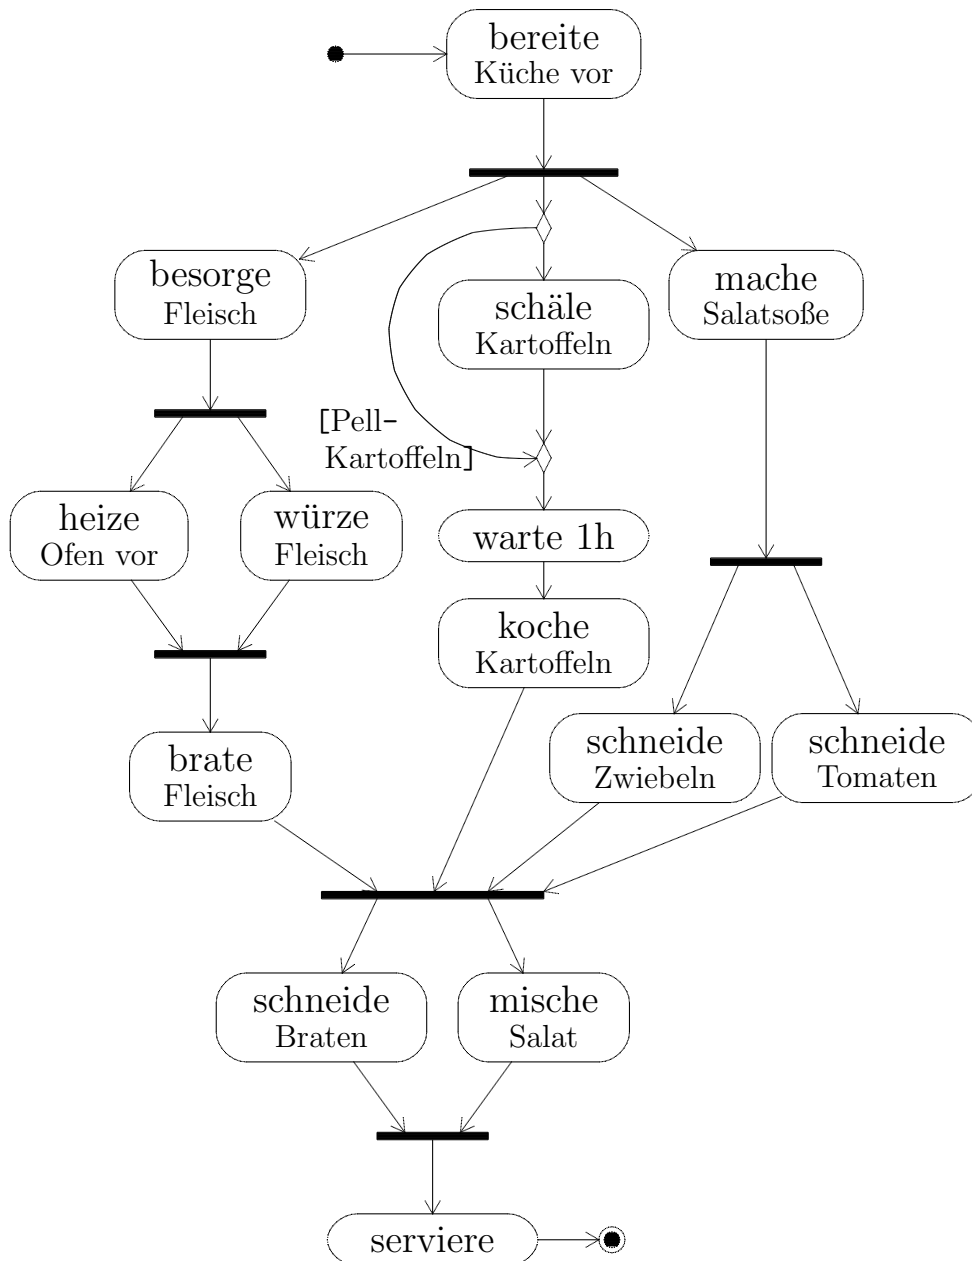 bereite
Küche vor
besorge
Fleisch
schäle
Kartoffeln
mache
Salatsoße
[Pell-
Kartoffeln]
heize
Ofen vor
würze
Fleisch
warte 1h
koche
Kartoffeln
brate
Fleisch
schneide
Zwiebeln
schneide
Tomaten
schneide
Braten
mische
Salat
serviere